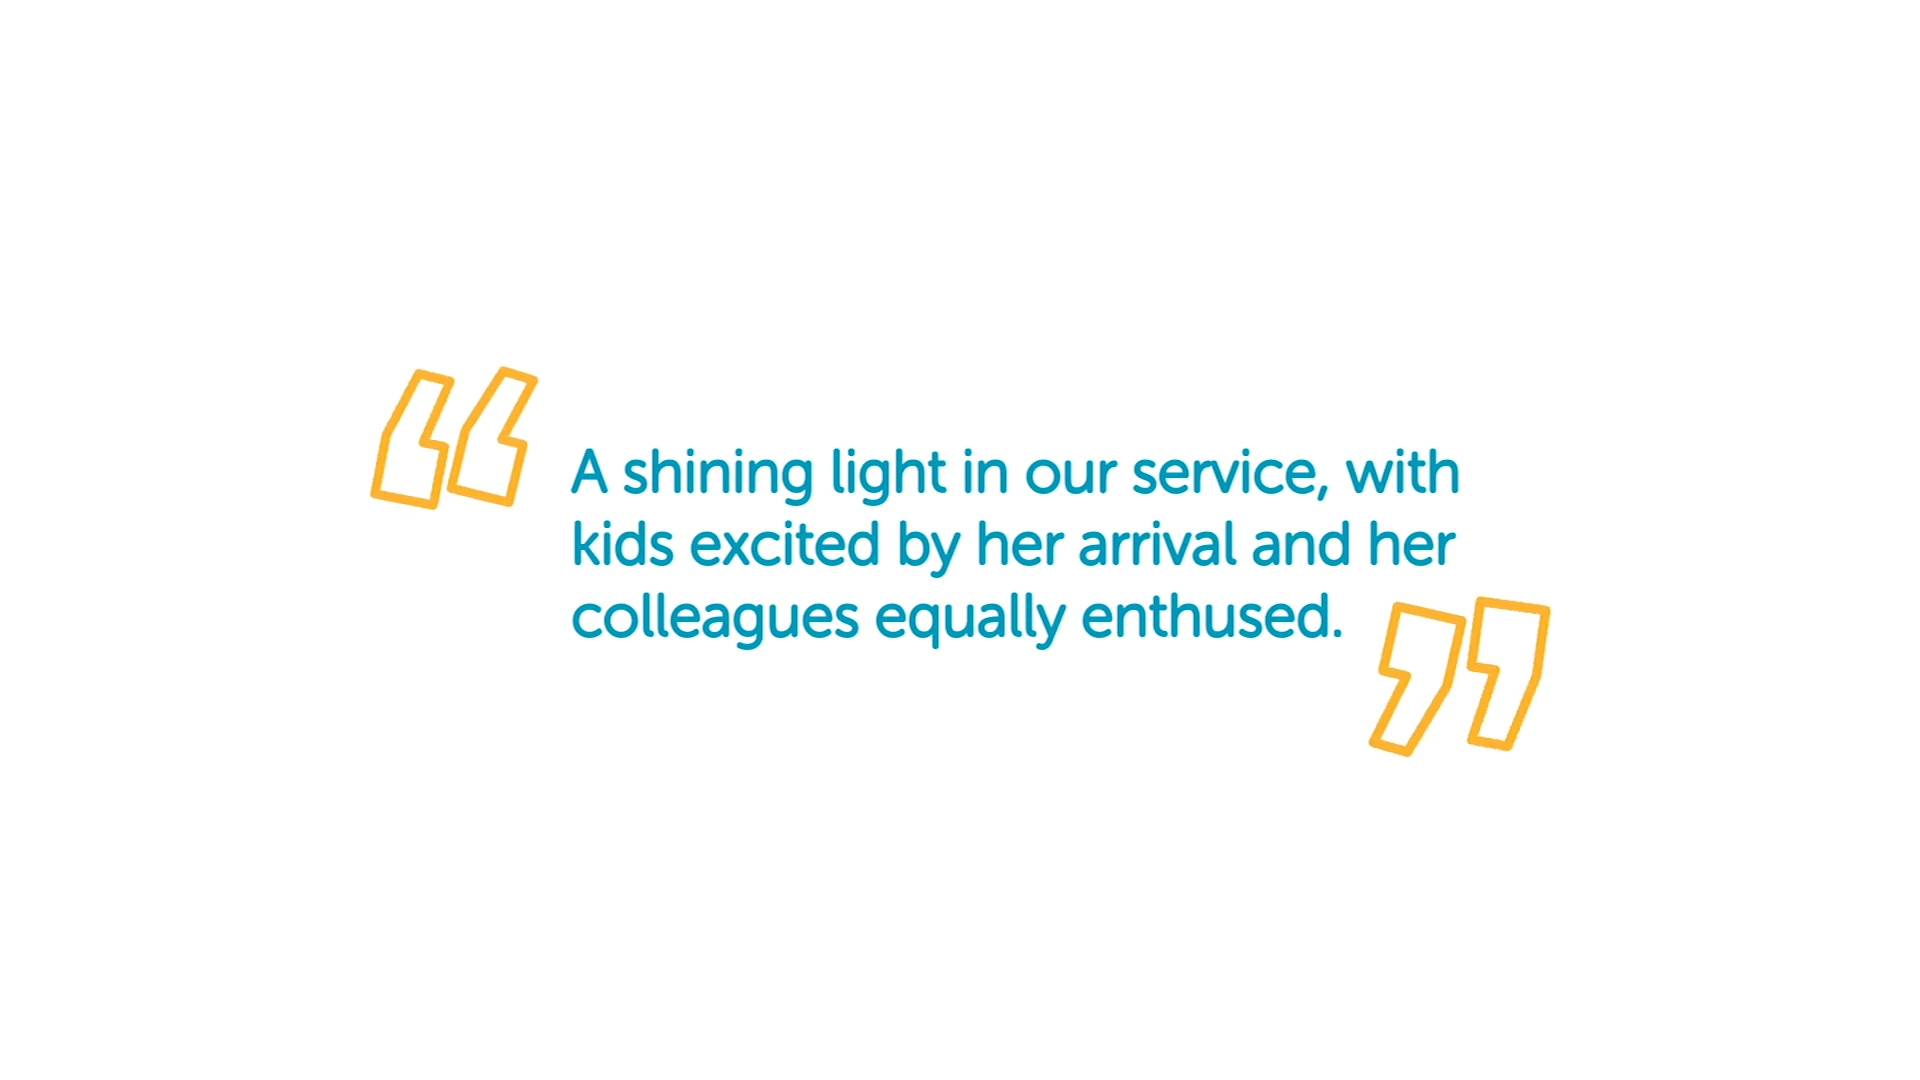 “A shining light in our service, with
kids excited by her arrival and her
colleagues equally enthused.”